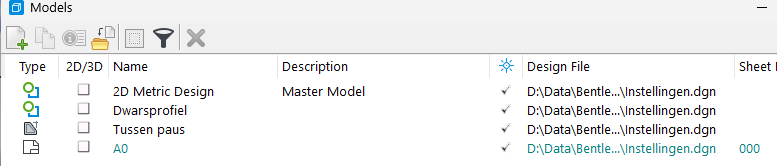 Models
Type 2D/3D Name Description Design File Sheet
2D Metric Design Master Model D:\Data\Bentle...\Instellingen.dgn
Dwarsprofiel D:\Data\Bentle...\Instellingen.dgn
Tussen paus D:\Data\Bentle...\Instellingen.dgn
A0 D:\Data\Bentle...\Instellingen.dgn 000